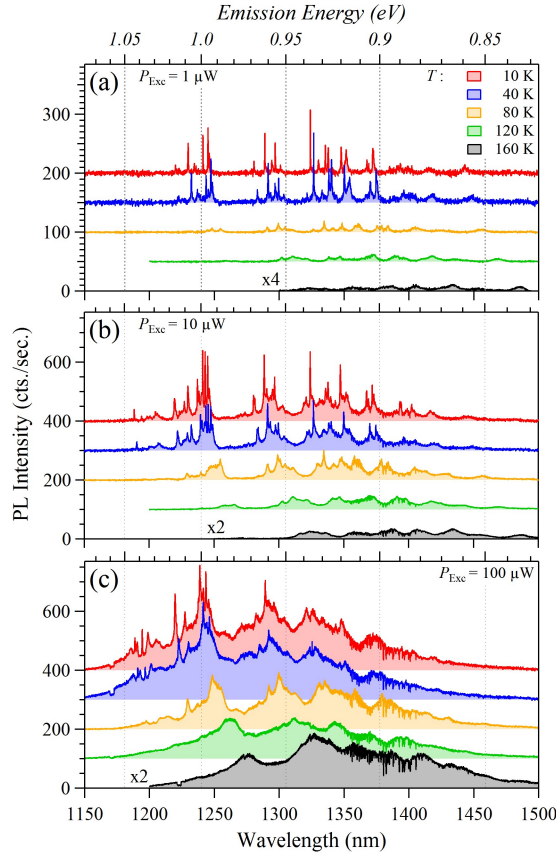 Emission Energy (eV)
1.05 1.0 0.95 0.9 0.85
(a) P_Exc = 1 µW T :
10 K
40 K
80 K
120 K
160 K
300
200
100
0
x4
(b) P_Exc = 10 µW
600
400
200
0
x2
PL Intensity (cts./sec.)
(c) P_Exc = 100 µW
600
400
200
0
x2
1150 1200 1250 1300 1350 1400 1450 1500
Wavelength (nm)